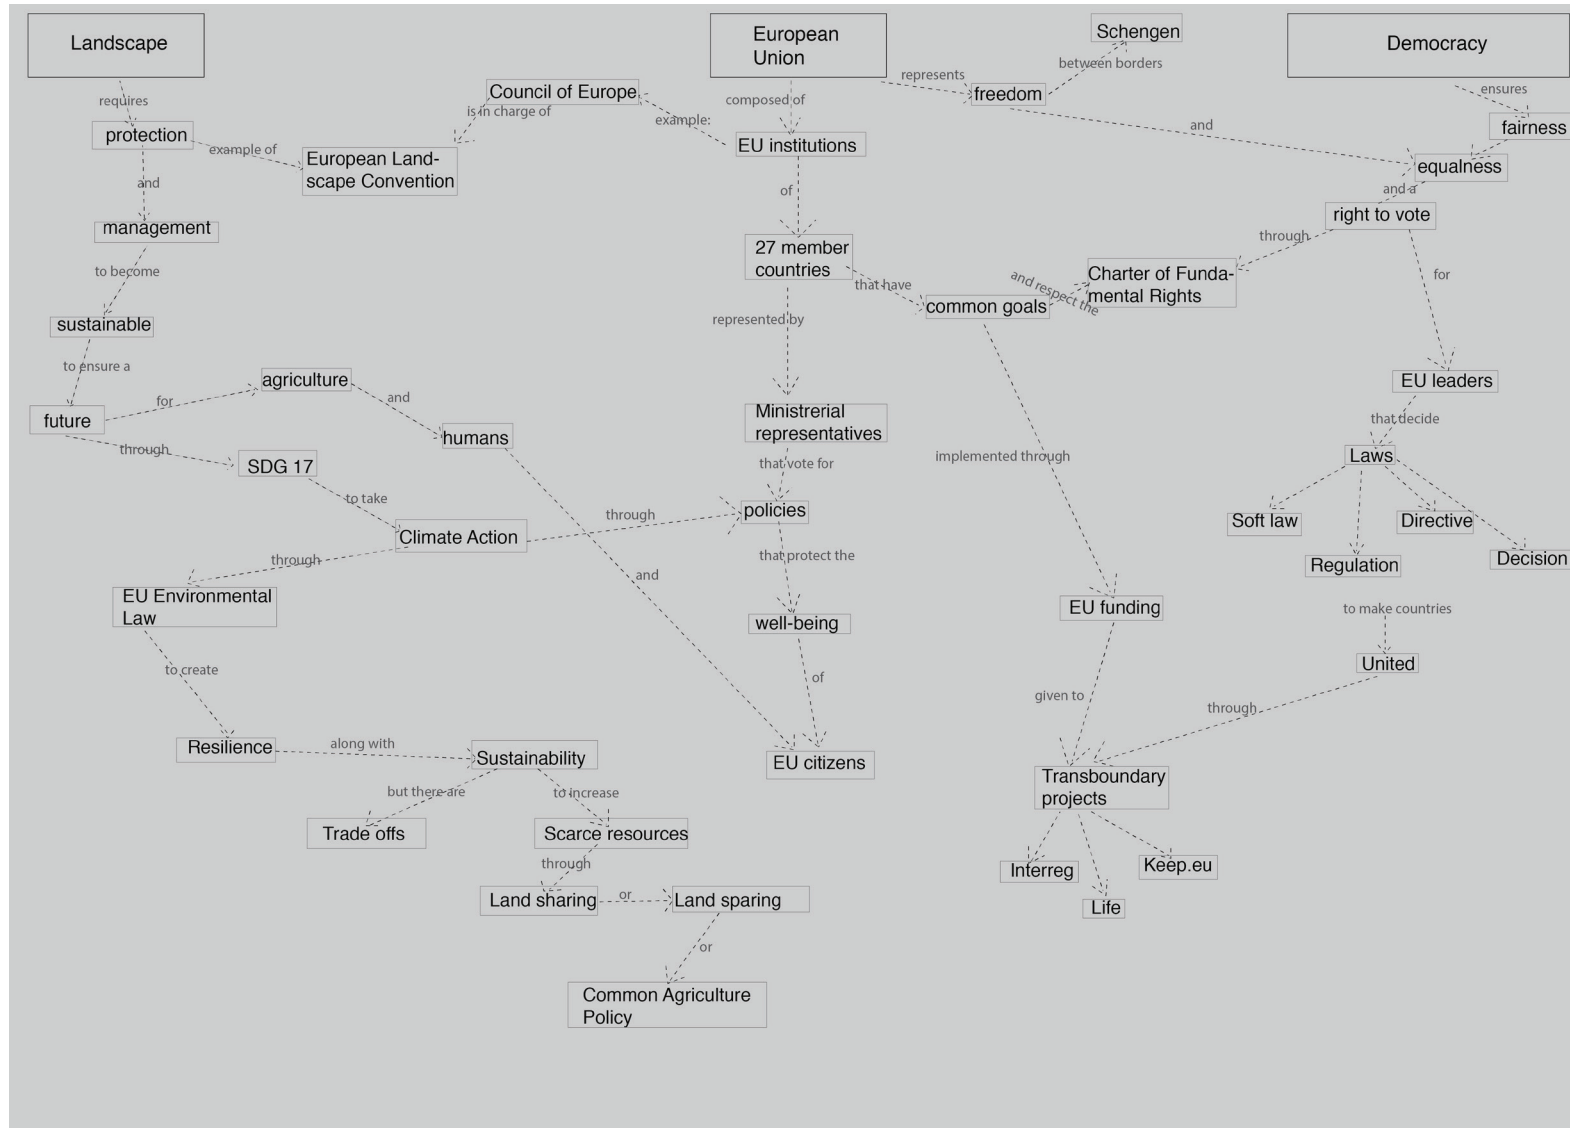 Landscape
European
Union
Schengen
Democracy
represents
between borders
freedom
ensures
requires
Council of Europe
is in charge of
composed of
example:
and
fairness
protection
example of
European Land-
scape Convention
EU institutions
equalness
and
of
and a
management
right to vote
27 member
countries
through
to become
that have
and respect the
Charter of Funda-
mental Rights
for
common goals
sustainable
represented by
to ensure a
agriculture
EU leaders
for
and
future
Ministrerial
representatives
that decide
humans
through
SDG 17
that vote for
implemented through
Laws
to take
policies
through
Soft law
Directive
Climate Action
through
that protect the
Regulation
Decision
and
EU Environmental
Law
well-being
EU funding
to make countries
to create
of
United
given to
through
Resilience
along with
Sustainability
EU citizens
Transboundary
projects
but there are
to increase
Trade offs
Scarce resources
through
Interreg
Keep.eu
Land sharing
or
Land sparing
Life
or
Common Agriculture
Policy